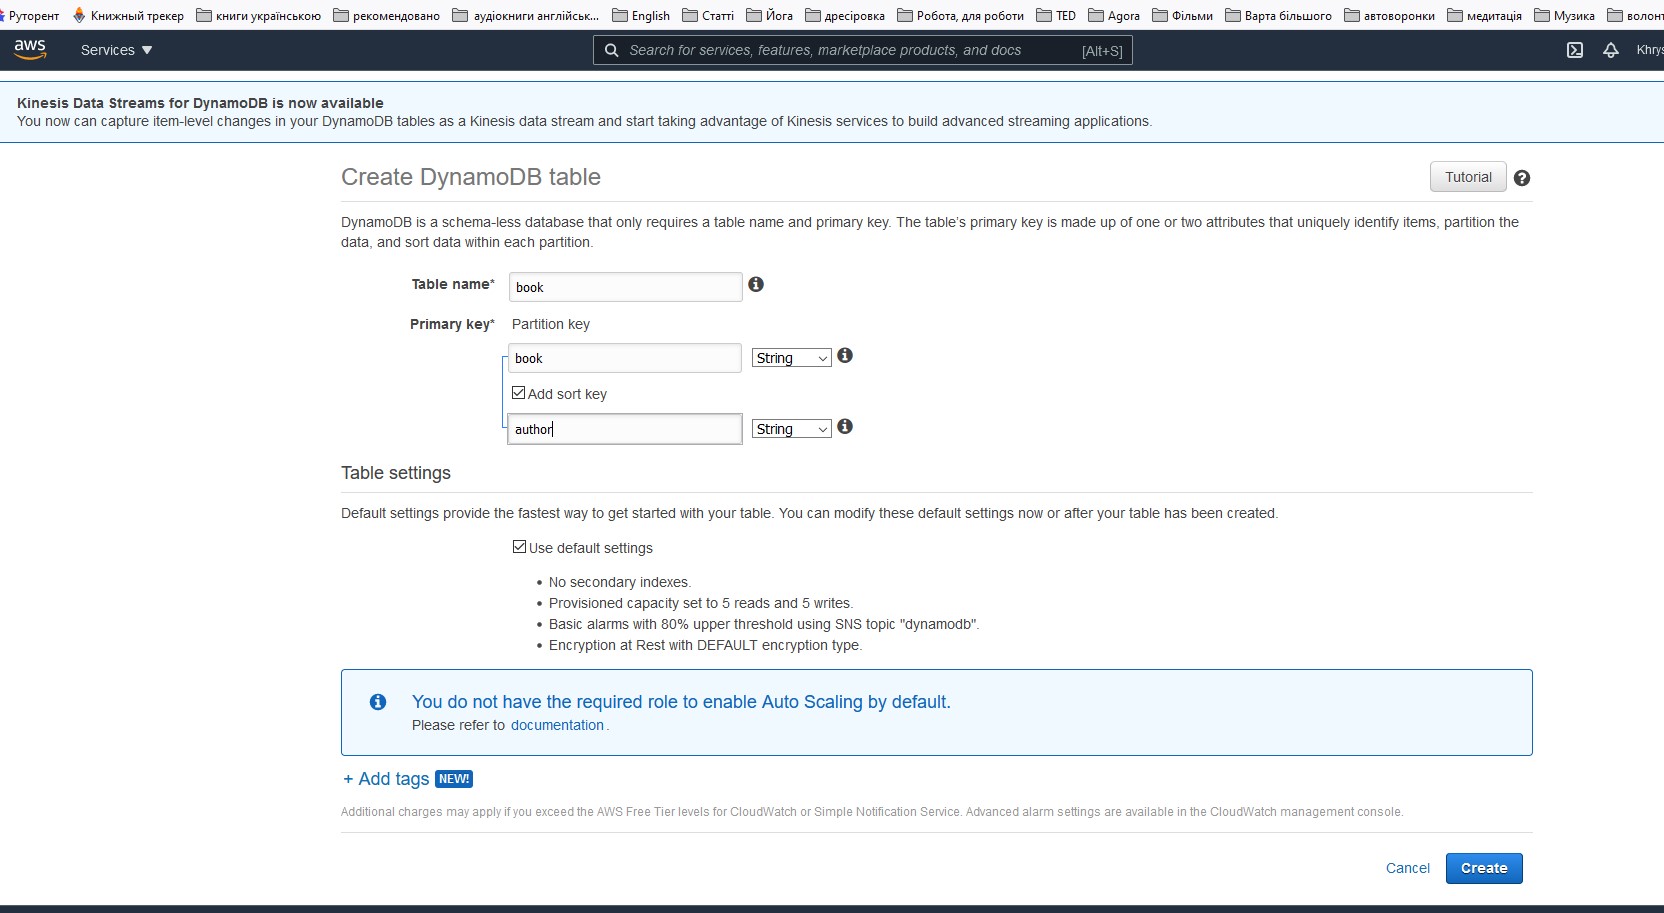 Руторент Книжный трекер книги українською рекомендовано аудіокниги англійськ... English Статті Йога дресіровка Робота, для роботи TED Agora Фільми Варта більшого автоворонки медитація Музика
aws Services Search for services, features, marketplace products, and docs [Alt+S]
Kinesis Data Streams for DynamoDB is now available
You now can capture item-level changes in your DynamoDB tables as a Kinesis data stream and start taking advantage of Kinesis services to build advanced streaming applications.
Create DynamoDB table Tutorial
DynamoDB is a schema-less database that only requires a table name and primary key. The table's primary key is made up of one or two attributes that uniquely identify items, partition the
data, and sort data within each partition.
Table name* book
Primary key* Partition key
book String
Add sort key
author String
Table settings
Default settings provide the fastest way to get started with your table. You can modify these default settings now or after your table has been created.
Use default settings
• No secondary indexes.
• Provisioned capacity set to 5 reads and 5 writes.
• Basic alarms with 80% upper threshold using SNS topic "dynamodb".
• Encryption at Rest with DEFAULT encryption type.
You do not have the required role to enable Auto Scaling by default.
Please refer to documentation.
+ Add tags NEW!
Additional charges may apply if you exceed the AWS Free Tier levels for CloudWatch or Simple Notification Service. Advanced alarm settings are available in the CloudWatch management console.
Cancel Create